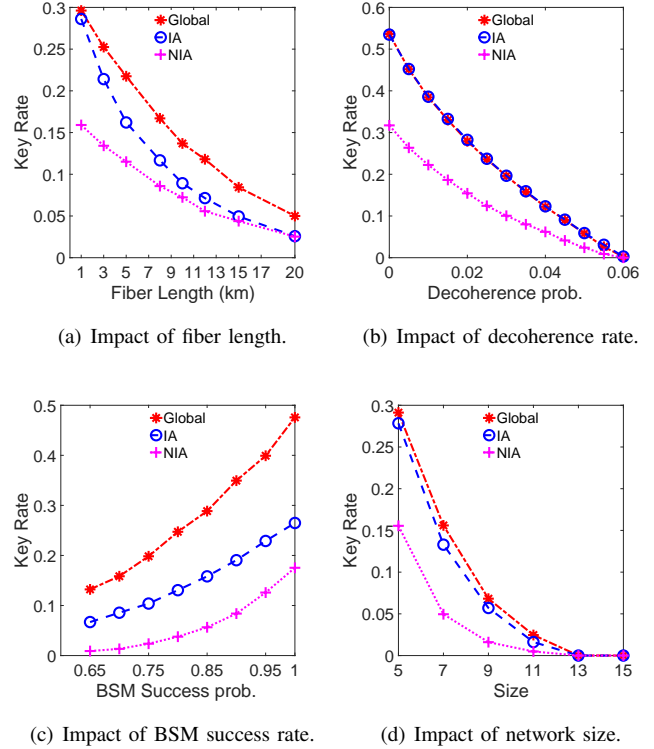 0.3
0.25
0.2
0.15
0.1
0.05
0
Key Rate
Global
IA
NIA
1 3 5 7 9 11 13 15 17 20
Fiber Length (km)
(a) Impact of fiber length.
0.6
0.5
0.4
0.3
0.2
0.1
0
Key Rate
Global
IA
NIA
0 0.02 0.04 0.06
Decoherence prob.
(b) Impact of decoherence rate.
0.5
0.4
0.3
0.2
0.1
0
Key Rate
Global
IA
NIA
0.65 0.75 0.85 0.95 1
BSM Success prob.
(c) Impact of BSM success rate.
0.3
0.25
0.2
0.15
0.1
0.05
0
Key Rate
Global
IA
NIA
5 7 9 11 13 15
Size
(d) Impact of network size.